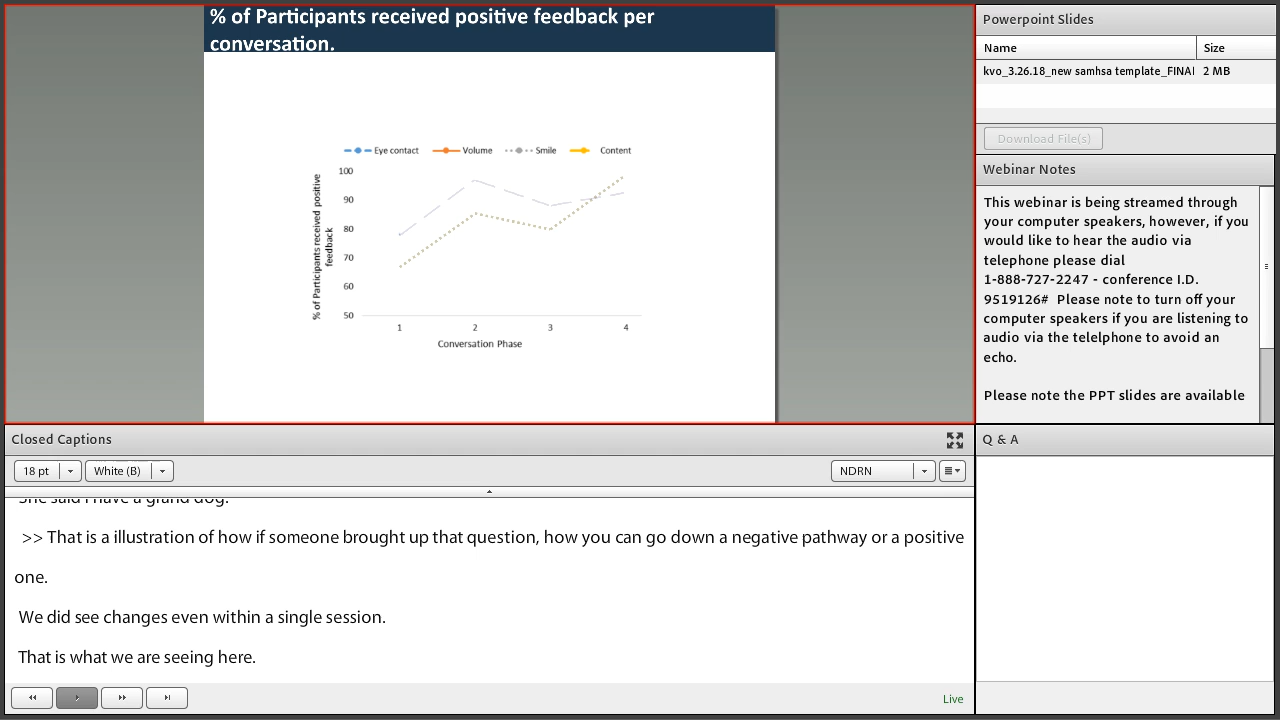 % of Participants received positive feedback per
conversation.
Eye contact Volume Smile Content
100
90
80
70
60
50
% of Participants received positive
feedback
1 2 3 4
Conversation Phase
Powerpoint Slides
Name Size
kvo_3.26.18_new samhsa template_FINAI 2 MB
Download File(s)
Webinar Notes
This webinar is being streamed through
your computer speakers, however, if you
would like to hear the audio via
telephone please dial
1-888-727-2247 - conference I.D.
9519126# Please note to turn off your
computer speakers if you are listening to
audio via the telelphone to avoid an
echo.
Please note the PPT slides are available
Closed Captions
18 pt White (B) NDRN
She said I have a grand dog.
>> That is a illustration of how if someone brought up that question, how you can go down a negative pathway or a positive
one.
We did see changes even within a single session.
That is what we are seeing here.
Live
Q & A